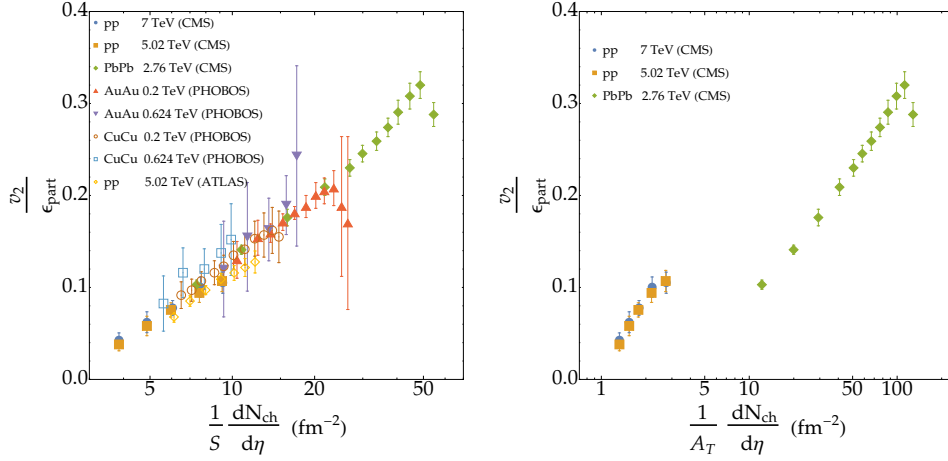 pp 7 TeV (CMS)
pp 5.02 TeV (CMS)
PbPb 2.76 TeV (CMS)
AuAu 0.2 TeV (PHOBOS)
AuAu 0.624 TeV (PHOBOS)
CuCu 0.2 TeV (PHOBOS)
CuCu 0.624 TeV (PHOBOS)
pp 5.02 TeV (ATLAS)
0.4
0.3
0.2
0.1
0.0
v₂
ϵpart
5 10 20 50
1 dNch
S dη (fm⁻²)
pp 7 TeV (CMS)
pp 5.02 TeV (CMS)
PbPb 2.76 TeV (CMS)
0.4
0.3
0.2
0.1
0.0
v₂
ϵpart
1 5 10 50 100
1 dNch
A_T dη (fm⁻²)